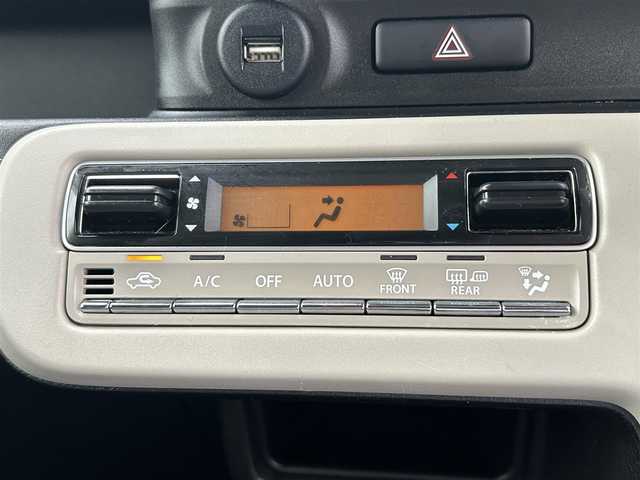 A/C OFF AUTO FRONT REAR